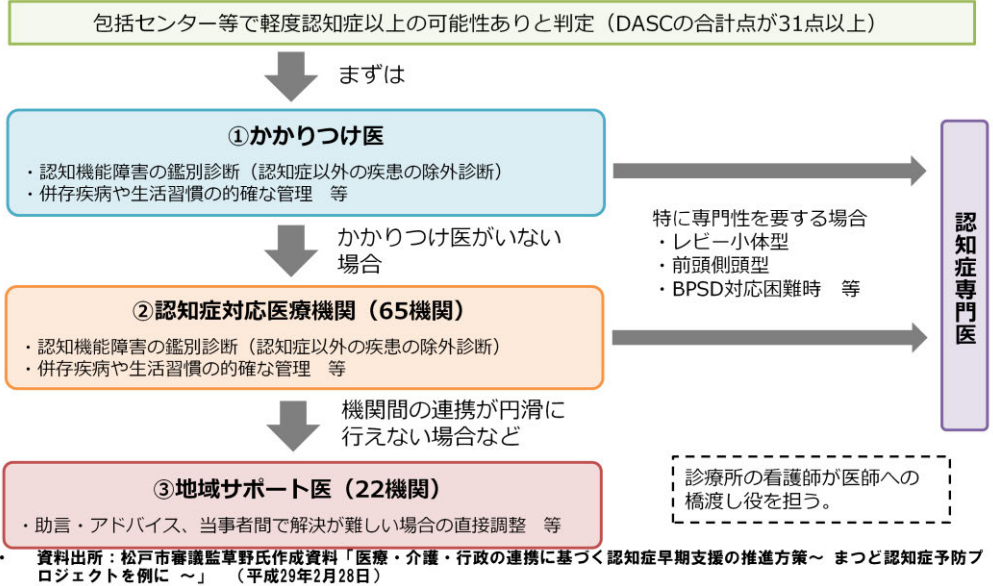 包括センター等で軽度認知症以上の可能性ありと判定（DASCの合計点が31点以上）
まずは
①かかりつけ医
・認知機能障害の鑑別診断（認知症以外の疾患の除外診断）
・併存疾病や生活習慣の的確な管理　等
かかりつけ医がいない
場合
特に専門性を要する場合
・レビー小体型
・前頭側頭型
・BPSD対応困難時　等
認知症専門医
②認知症対応医療機関（65機関）
・認知機能障害の鑑別診断（認知症以外の疾患の除外診断）
・併存疾病や生活習慣の的確な管理　等
機関間の連携が円滑に
行えない場合など
③地域サポート医（22機関）
・助言・アドバイス、当事者間で解決が難しい場合の直接調整　等
診療所の看護師が医師への
橋渡し役を担う。
・　資料出所：松戸市審議監草野氏作成資料「医療・介護・行政の連携に基づく認知症早期支援の推進方策～ まつど認知症予防プ
ロジェクトを例に ～」　（平成29年2月28日）